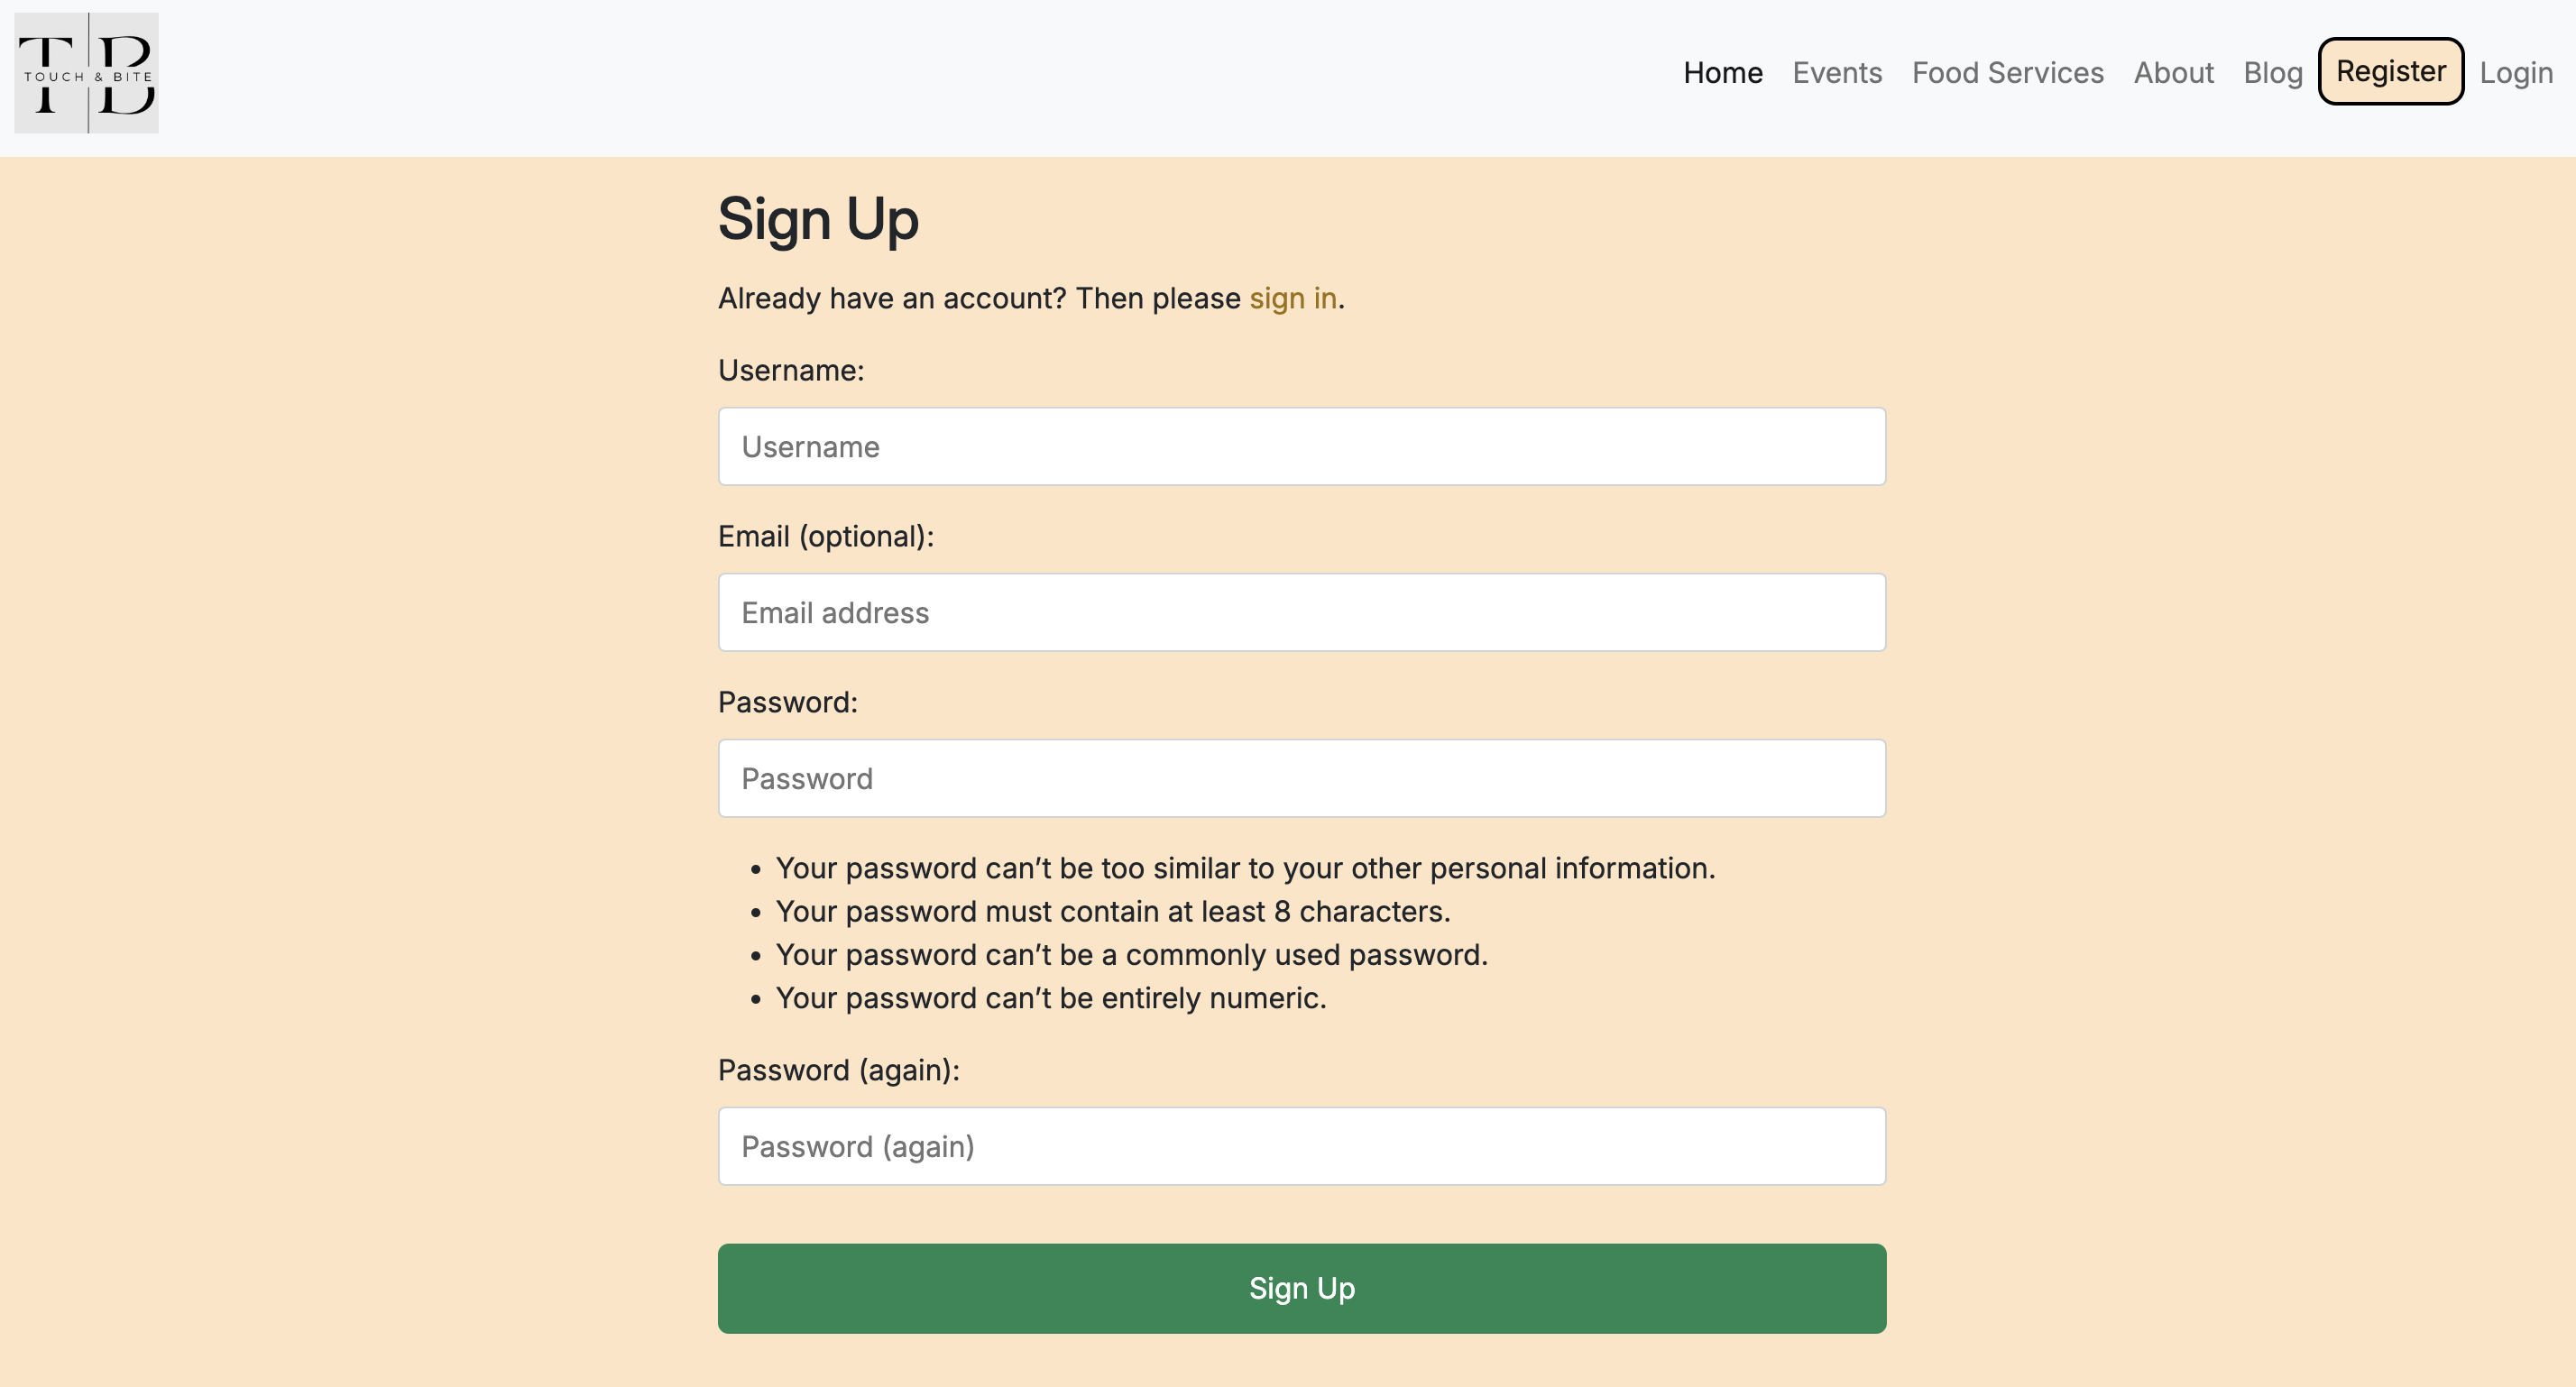 T B
TOUCH & BITE
Home Events Food Services About Blog Register Login
Sign Up
Already have an account? Then please sign in.
Username:
Username
Email (optional):
Email address
Password:
Password
• Your password can’t be too similar to your other personal information.
• Your password must contain at least 8 characters.
• Your password can’t be a commonly used password.
• Your password can’t be entirely numeric.
Password (again):
Password (again)
Sign Up